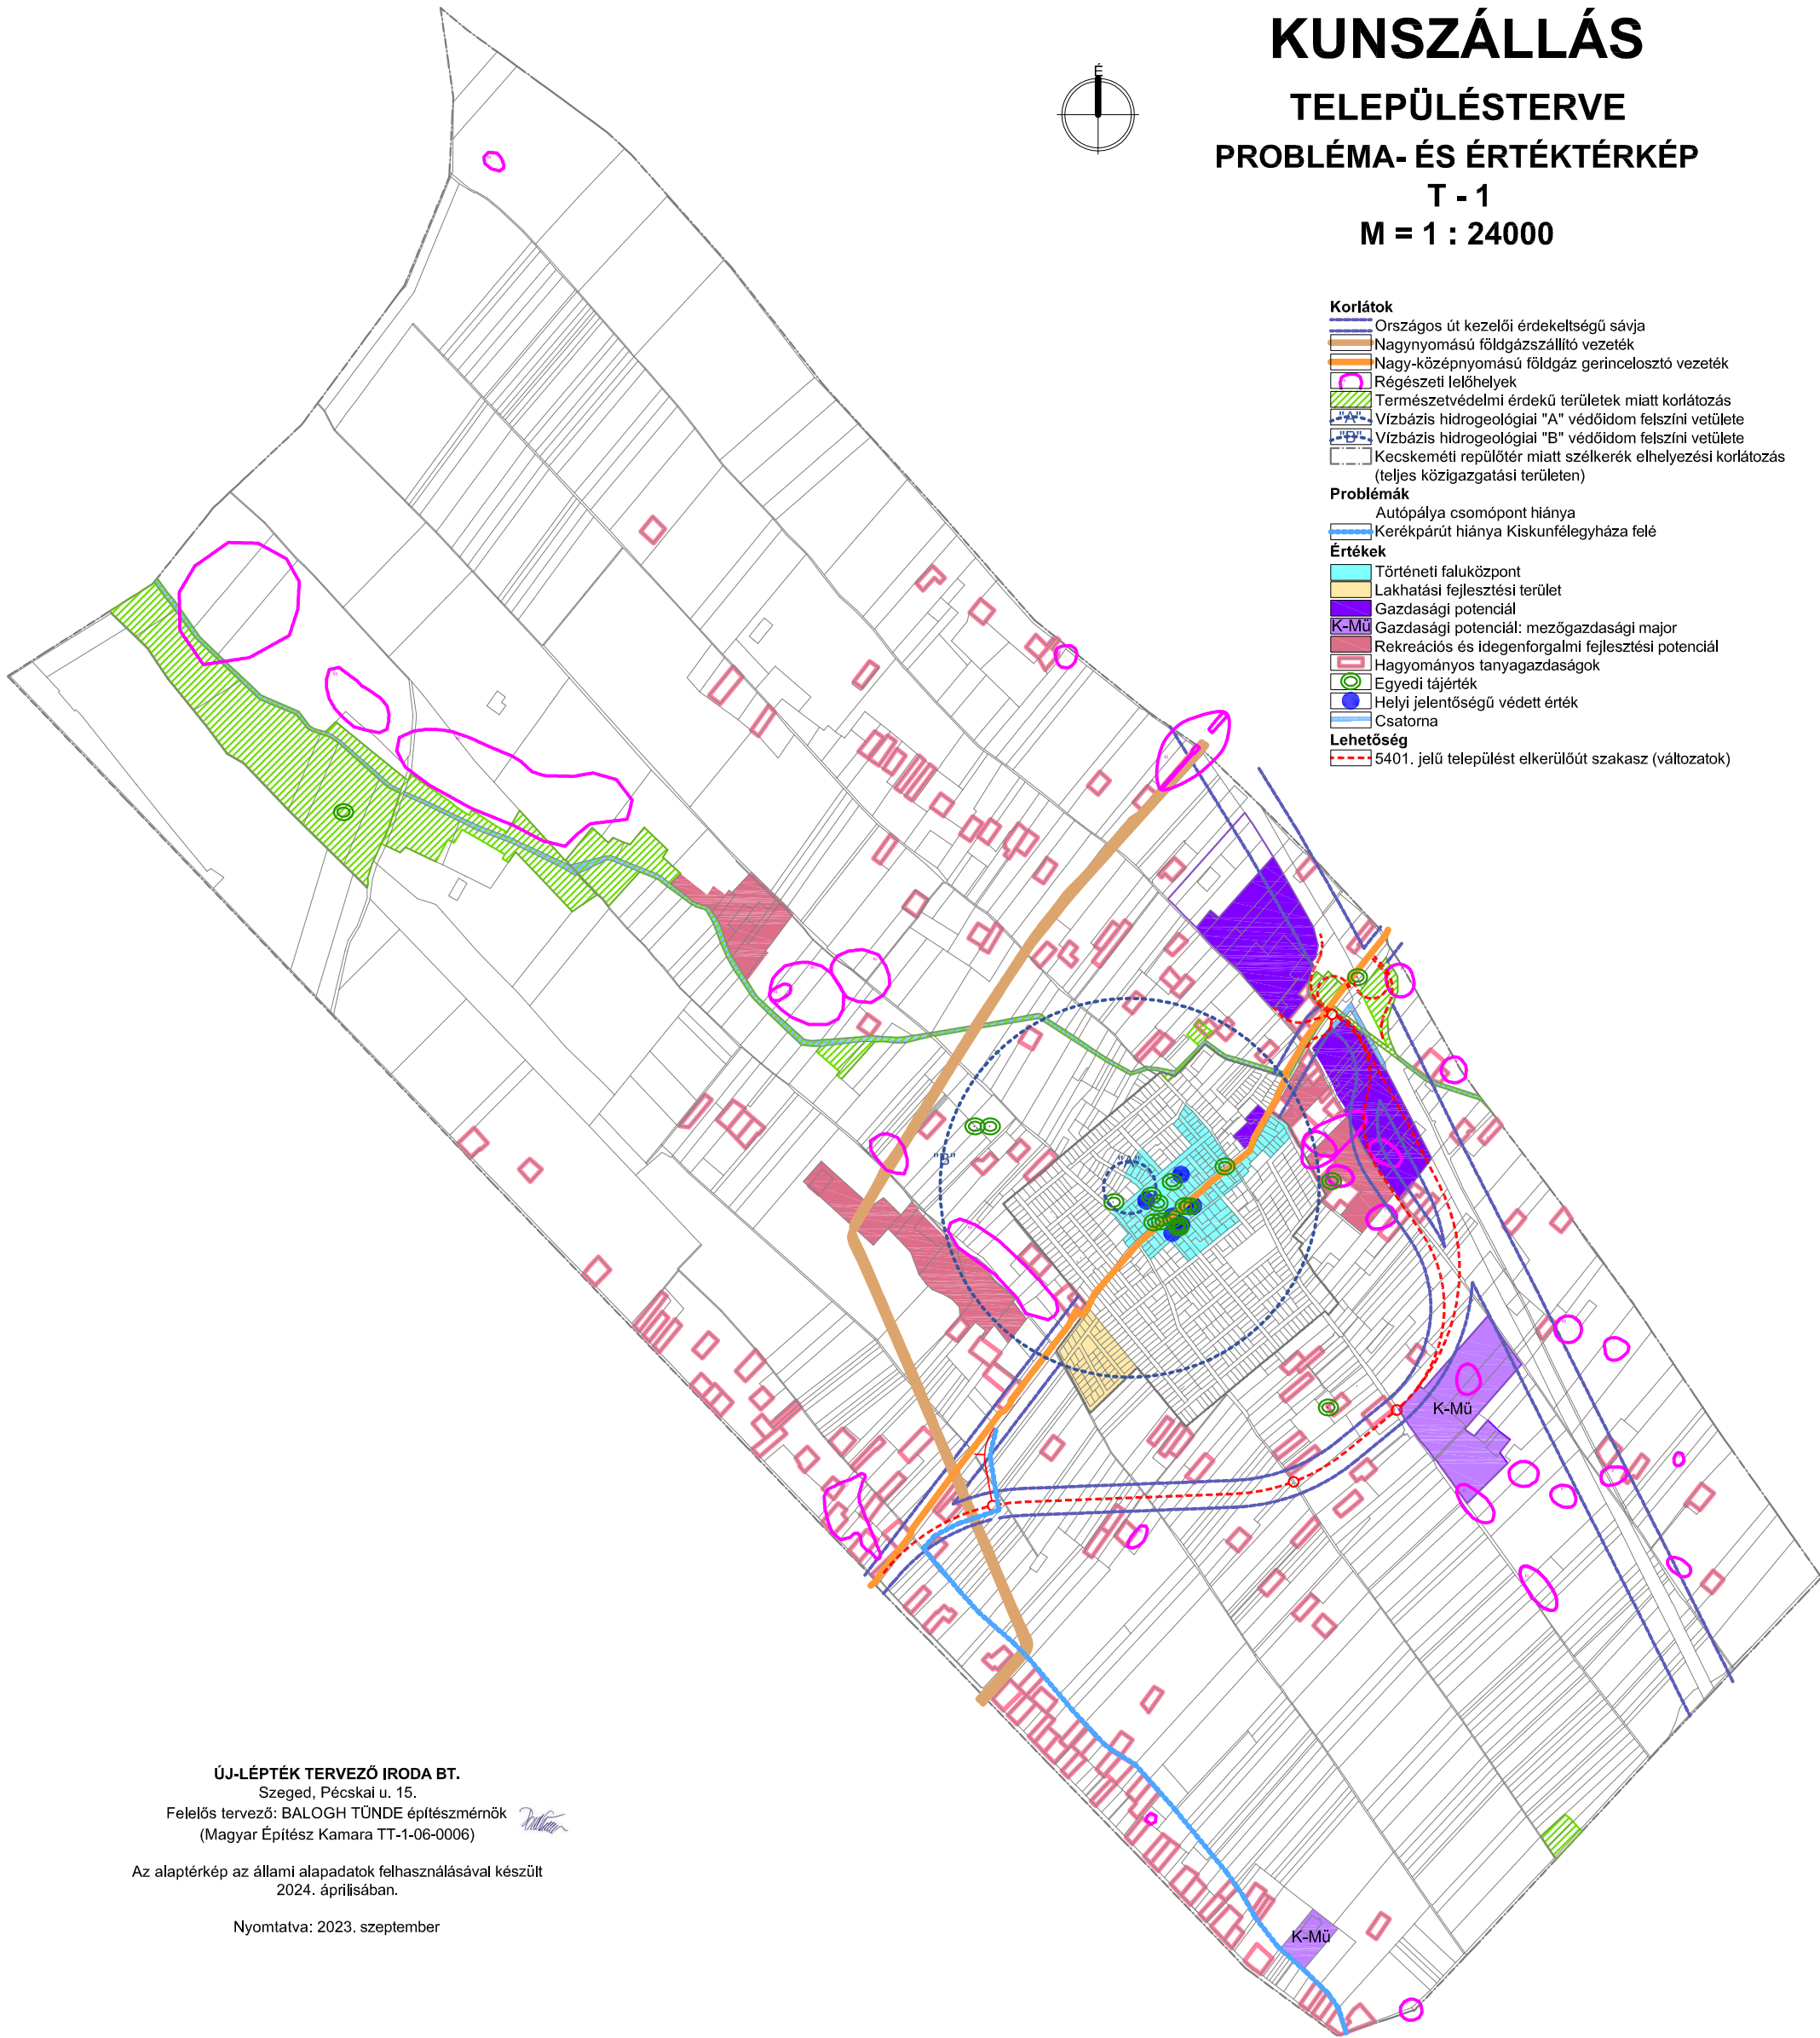 KUNSZÁLLÁS
TELEPÜLÉSTERVE
PROBLÉMA- ÉS ÉRTÉKTÉRKÉP
T - 1
M = 1 : 24000
É
Korlátok
Országos út kezelői érdekeltségű sávja
Nagynyomású földgázszállító vezeték
Nagy-középnyomású földgáz gerincelosztó vezeték
Régészeti lelőhelyek
Természetvédelmi érdekű területek miatt korlátozás
"A" Vízbázis hidrogeológiai "A" védőidom felszíni vetülete
"B" Vízbázis hidrogeológiai "B" védőidom felszíni vetülete
Kecskeméti repülőtér miatt szélkerék elhelyezési korlátozás
(teljes közigazgatási területen)
Problémák
Autópálya csomópont hiánya
Kerékpárút hiánya Kiskunfélegyháza felé
Értékek
Történeti faluközpont
Lakhatási fejlesztési terület
Gazdasági potenciál
K-Mü Gazdasági potenciál: mezőgazdasági major
Rekreációs és idegenforgalmi fejlesztési potenciál
Hagyományos tanyagazdaságok
Egyedi tájérték
Helyi jelentőségű védett érték
Csatorna
Lehetőség
5401. jelű települést elkerülőút szakasz (változatok)
"B"
"A"
K-Mü
K-Mü
ÚJ-LÉPTÉK TERVEZŐ IRODA BT.
Szeged, Pécskai u. 15.
Felelős tervező: BALOGH TÜNDE építészmérnök
(Magyar Építész Kamara TT-1-06-0006)
Az alaptérkép az állami alapadatok felhasználásával készült
2024. áprilisában.
Nyomtatva: 2023. szeptember